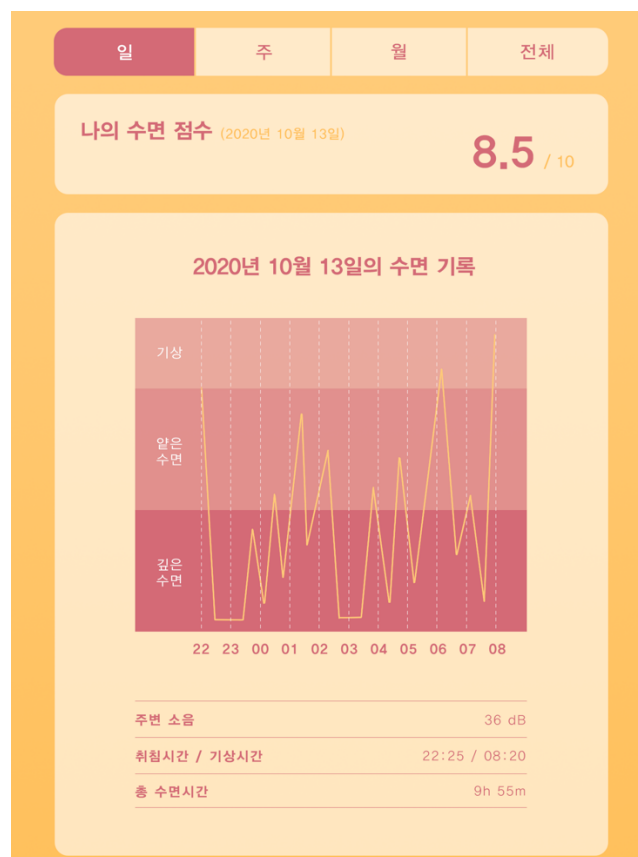 일 주 월 전체
나의 수면 점수 (2020년 10월 13일)
8.5 / 10
2020년 10월 13일의 수면 기록
기상
얕은
수면
깊은
수면
22 23 00 01 02 03 04 05 06 07 08
주변 소음 36 dB
취침시간 / 기상시간 22:25 / 08:20
총 수면시간 9h 55m